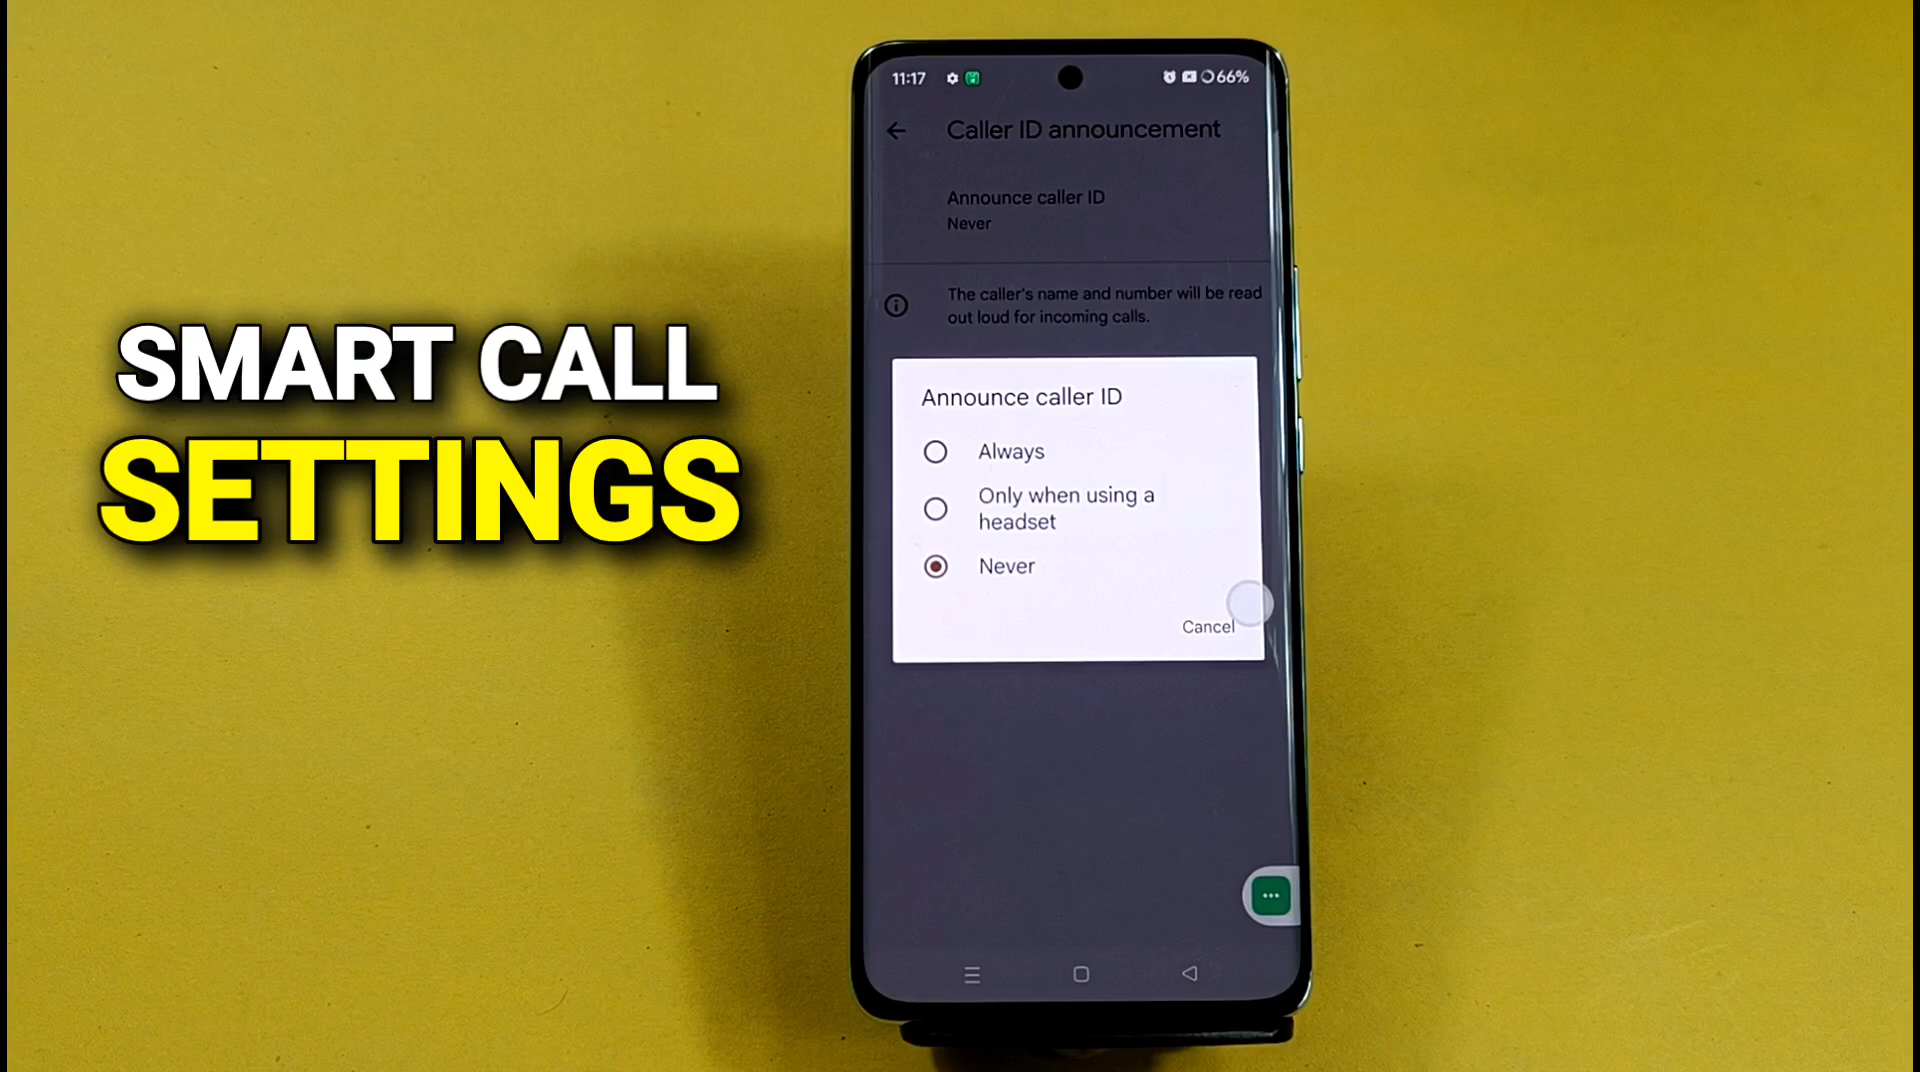 SMART CALL
SETTINGS
11:17
66%
Caller ID announcement
Announce caller ID
Never
The caller's name and number will be read
out loud for incoming calls.
Announce caller ID
Always
Only when using a
headset
Never
Cancel